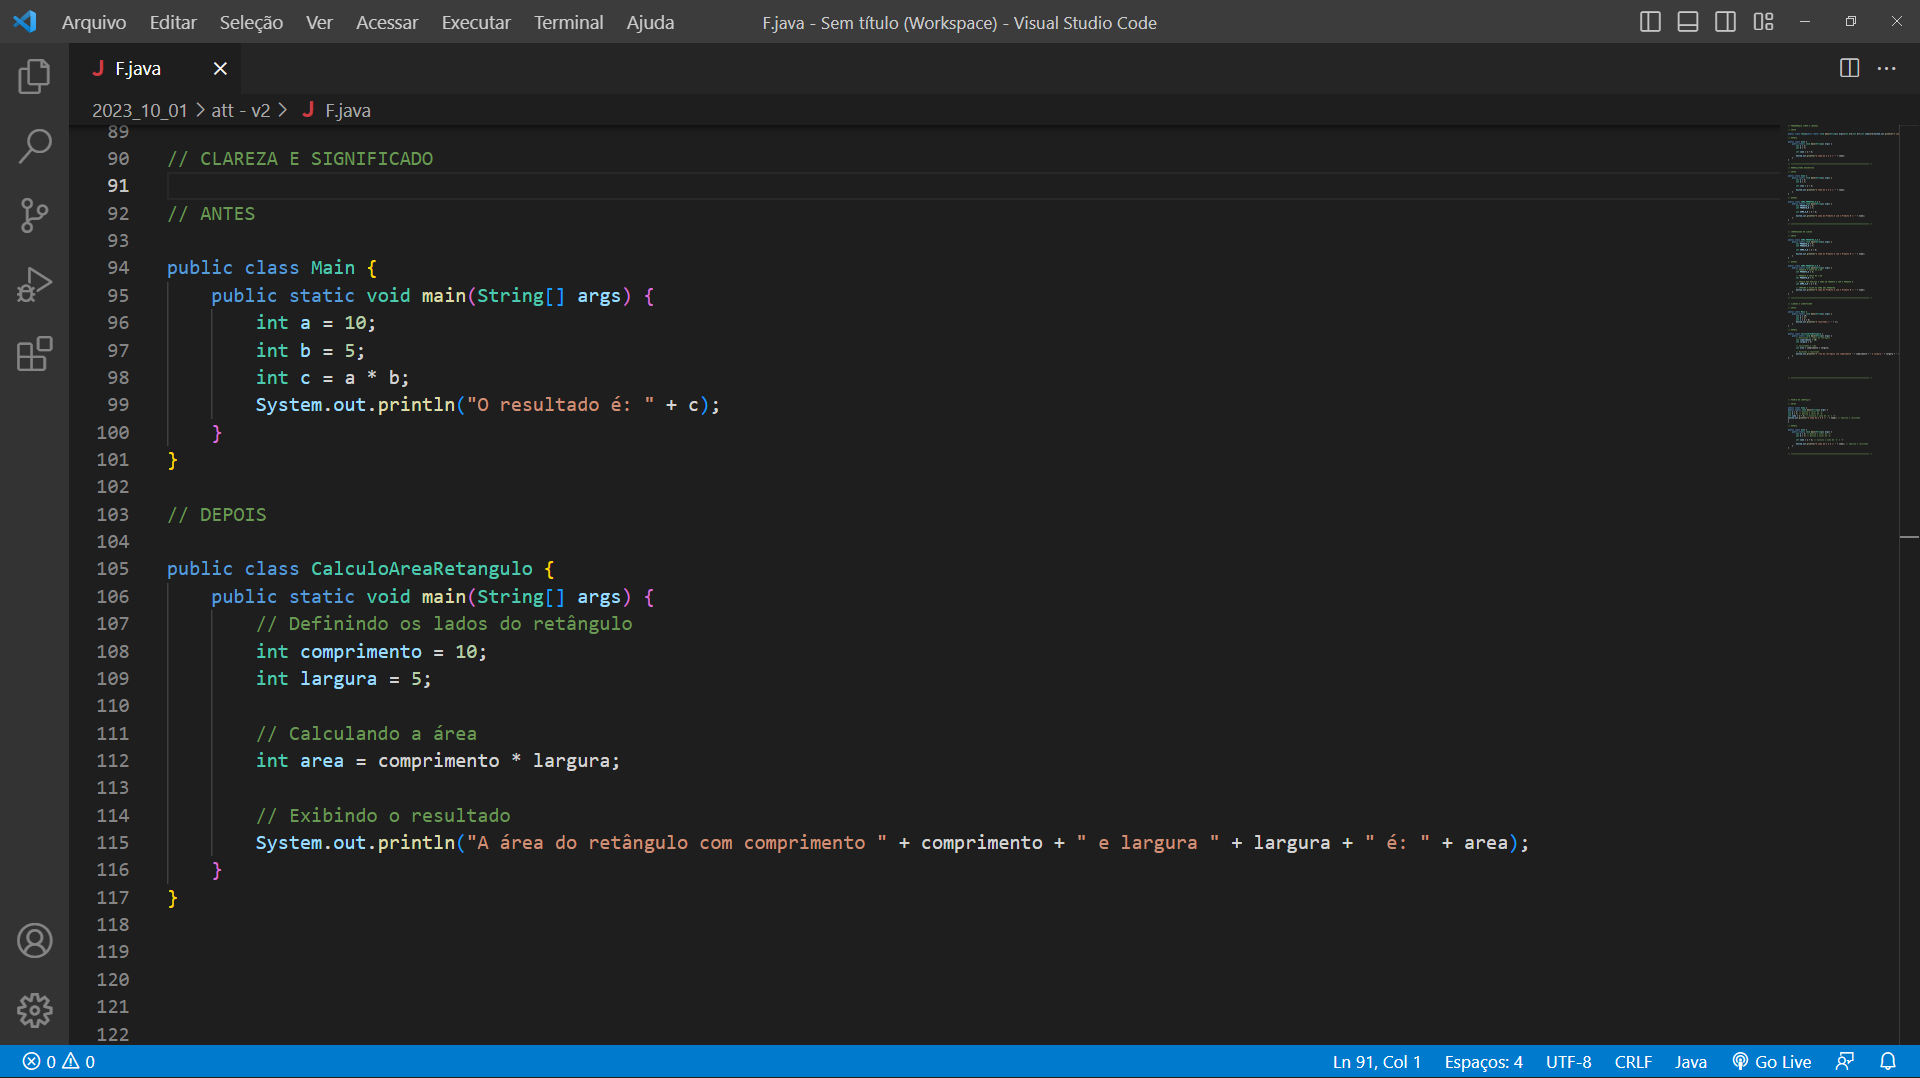 Arquivo Editar Seleção Ver Acessar Executar Terminal Ajuda F.java - Sem título (Workspace) - Visual Studio Code
J F.java
2023_10_01 > att - v2 > J F.java
89
90 // CLAREZA E SIGNIFICADO
91
92 // ANTES
93
94 public class Main {
95     public static void main(String[] args) {
96         int a = 10;
97         int b = 5;
98         int c = a * b;
99         System.out.println("O resultado é: " + c);
100     }
101 }
102
103 // DEPOIS
104
105 public class CalculoAreaRetangulo {
106     public static void main(String[] args) {
107         // Definindo os lados do retângulo
108         int comprimento = 10;
109         int largura = 5;
110
111         // Calculando a área
112         int area = comprimento * largura;
113
114         // Exibindo o resultado
115         System.out.println("A área do retângulo com comprimento " + comprimento + " e largura " + largura + " é: " + area);
116     }
117 }
118
119
120
121
122
0 0 Ln 91, Col 1 Espaços: 4 UTF-8 CRLF Java Go Live